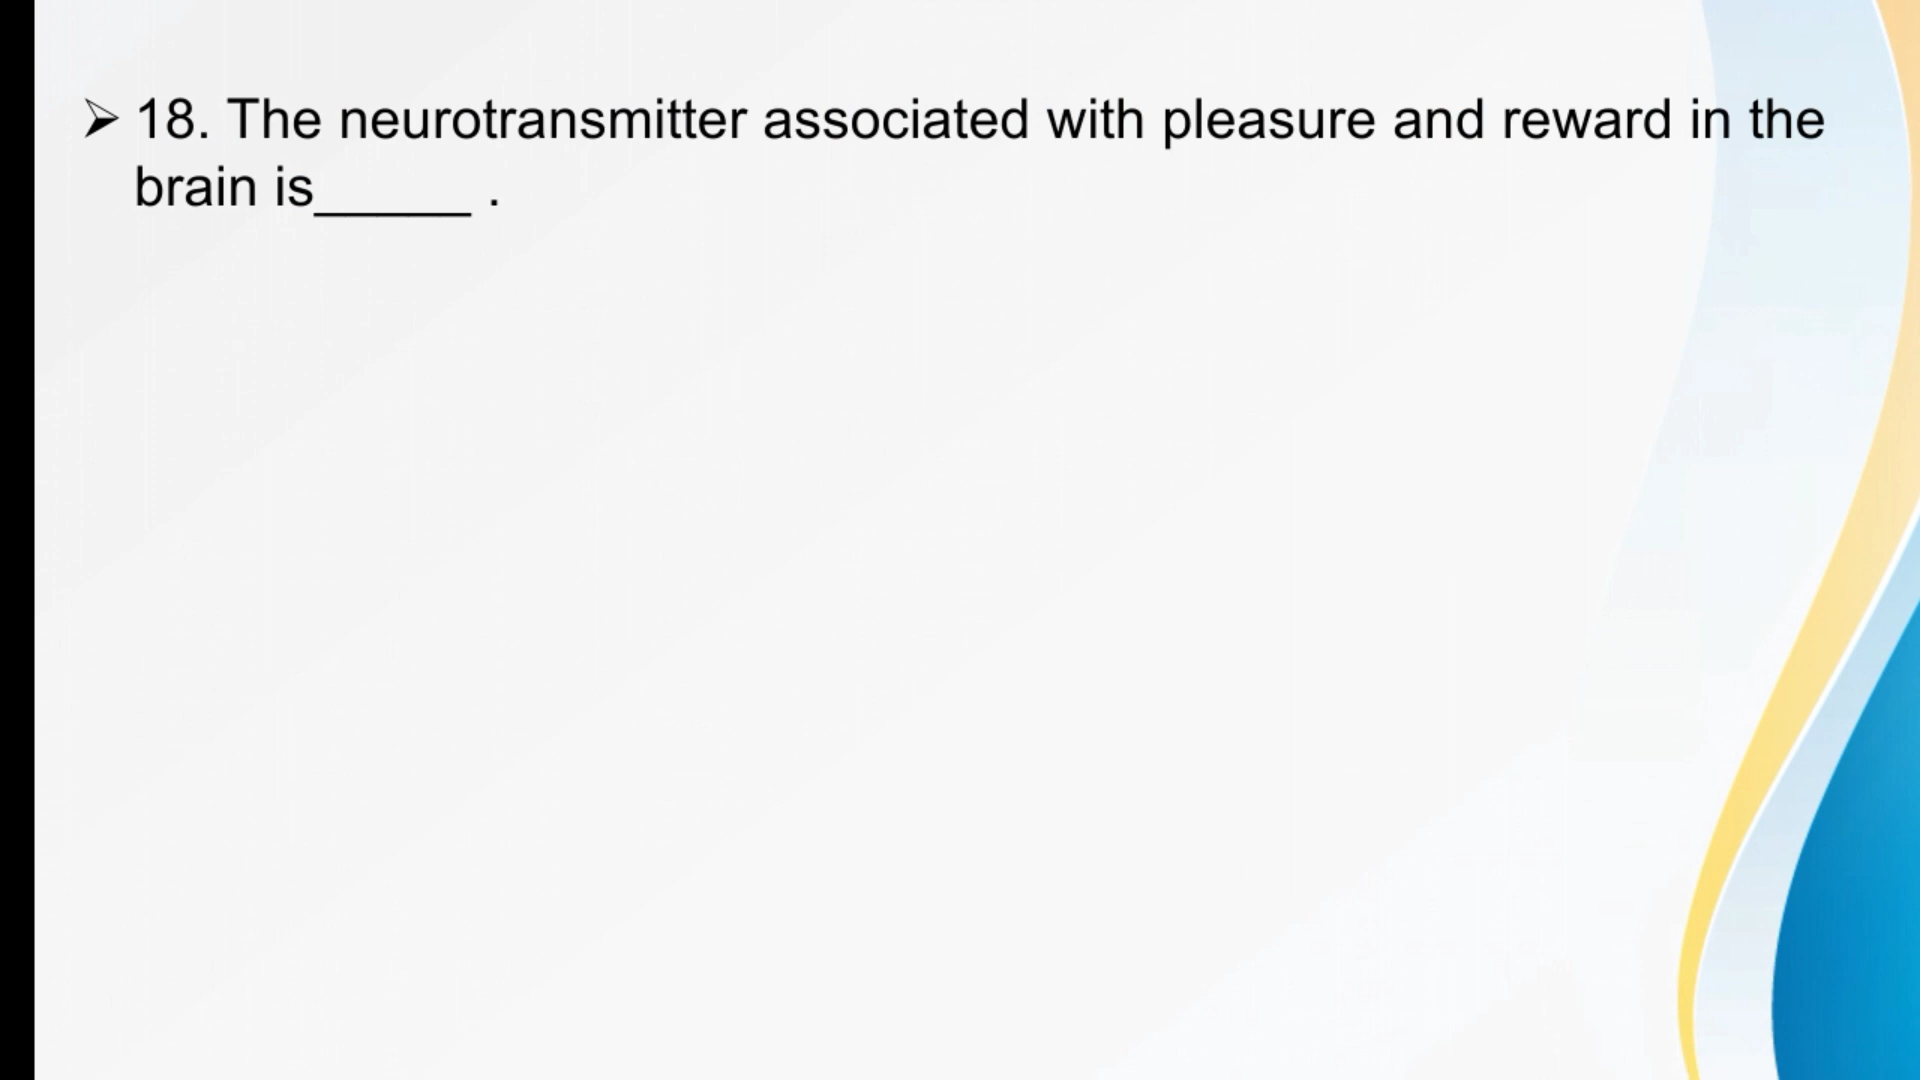 ➢ 18. The neurotransmitter associated with pleasure and reward in the
brain is_____ .